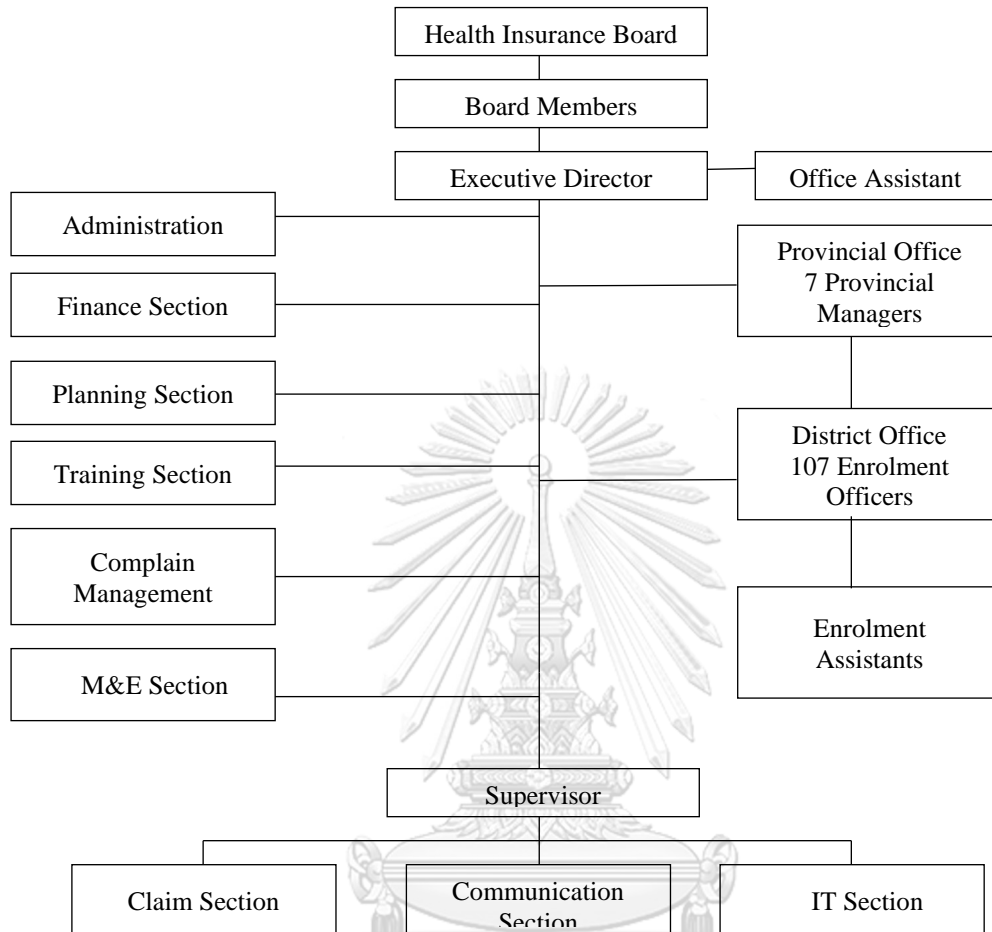 Health Insurance Board
Board Members
Executive Director
Office Assistant
Administration
Provincial Office
7 Provincial
Managers
Finance Section
Planning Section
District Office
107 Enrolment
Officers
Training Section
Complain
Management
Enrolment
Assistants
M&E Section
Supervisor
Claim Section
Communication
Section
IT Section